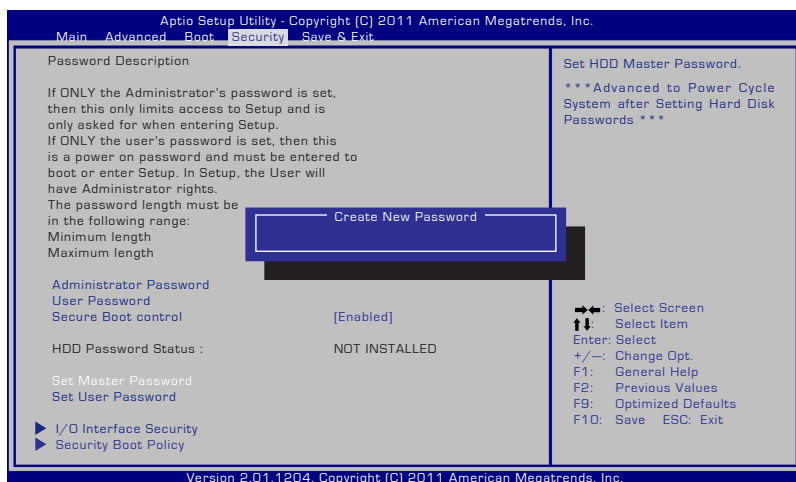 Aptio Setup Utility - Copyright (C) 2011 American Megatrends, Inc.
Main Advanced Boot Security Save & Exit
Password Description
If ONLY the Administrator's password is set,
then this only limits access to Setup and is
only asked for when entering Setup.
If ONLY the user's password is set, then this
is a power on password and must be entered to
boot or enter Setup. In Setup, the User will
have Administrator rights.
The password length must be
in the following range:
Minimum length
Maximum length
Create New Password
Administrator Password
User Password
Secure Boot control [Enabled]
HDD Password Status : NOT INSTALLED
Set Master Password
Set User Password
I/O Interface Security
Security Boot Policy
Set HDD Master Password.
***Advanced to Power Cycle
System after Setting Hard Disk
Passwords ***
→←: Select Screen
↑↓: Select Item
Enter: Select
+/—: Change Opt.
F1: General Help
F2: Previous Values
F9: Optimized Defaults
F10: Save ESC: Exit
Version 2.01.1204. Copyright (C) 2011 American Megatrends, Inc.